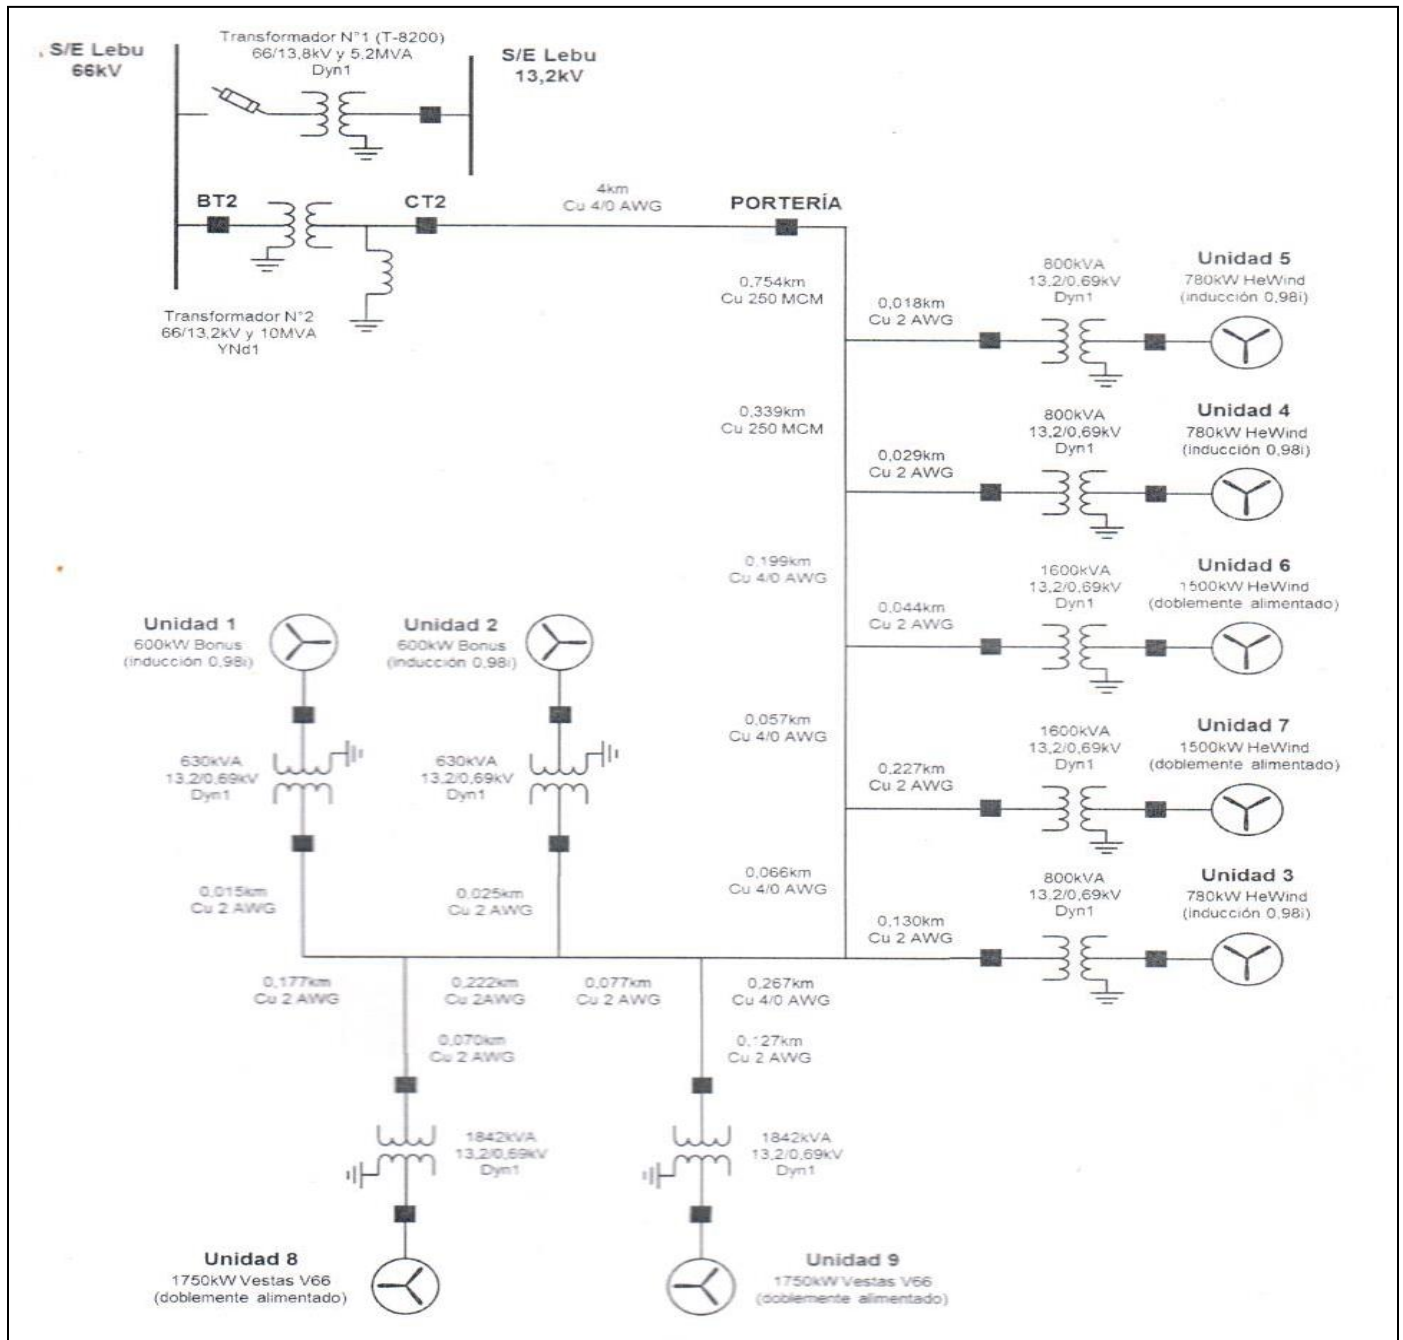 Transformador N°1 (T-8200)
66/13,8kV y 5,2MVA
Dyn1
S/E Lebu
66kV
S/E Lebu
13,2kV
BT2
CT2
4km
Cu 4/0 AWG
PORTERÍA
Transformador N°2
66/13,2kV y 10MVA
YNd1
0,754km
Cu 250 MCM
0,018km
Cu 2 AWG
800kVA
13,2/0,69kV
Dyn1
Unidad 5
780kW HeWind
(inducción 0,98i)
0,339km
Cu 250 MCM
0,029km
Cu 2 AWG
800kVA
13,2/0,69kV
Dyn1
Unidad 4
780kW HeWind
(inducción 0,98i)
0,199km
Cu 4/0 AWG
0,044km
Cu 2 AWG
1600kVA
13,2/0,69kV
Dyn1
Unidad 6
1500kW HeWind
(doblemente alimentado)
Unidad 1
600kW Bonus
(inducción 0,98i)
Unidad 2
600kW Bonus
(inducción 0,98i)
0,057km
Cu 4/0 AWG
0,227km
Cu 2 AWG
1600kVA
13,2/0,69kV
Dyn1
Unidad 7
1500kW HeWind
(doblemente alimentado)
630kVA
13,2/0,69kV
Dyn1
630kVA
13,2/0,69kV
Dyn1
0,066km
Cu 4/0 AWG
0,130km
Cu 2 AWG
800kVA
13,2/0,69kV
Dyn1
Unidad 3
780kW HeWind
(inducción 0,98i)
0,015km
Cu 2 AWG
0,025km
Cu 2 AWG
0,177km
Cu 2 AWG
0,222km
Cu 2AWG
0,077km
Cu 2 AWG
0,267km
Cu 4/0 AWG
0,070km
Cu 2 AWG
0,127km
Cu 2 AWG
1842kVA
13,2/0,69kV
Dyn1
1842kVA
13,2/0,69kV
Dyn1
Unidad 8
1750kW Vestas V66
(doblemente alimentado)
Unidad 9
1750kW Vestas V66
(doblemente alimentado)